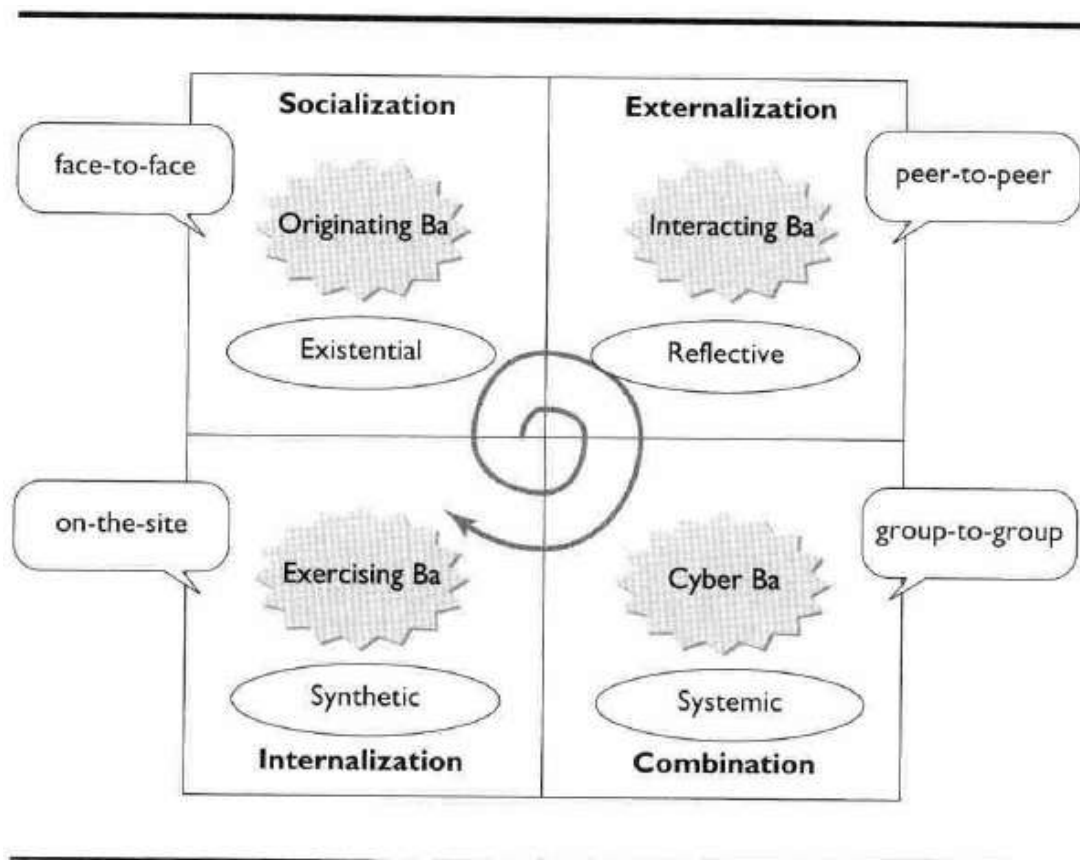 Socialization
Externalization
face-to-face
peer-to-peer
Originating Ba
Interacting Ba
Existential
Reflective
on-the-site
group-to-group
Exercising Ba
Cyber Ba
Synthetic
Systemic
Internalization
Combination